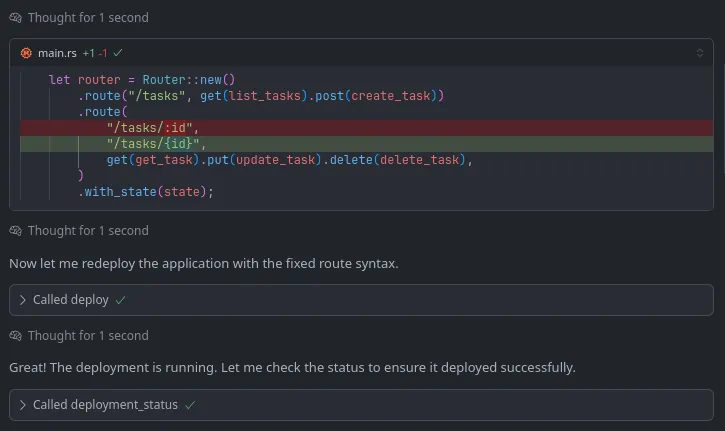 Thought for 1 second
main.rs +1 -1
let router = Router::new()
.route("/tasks", get(list_tasks).post(create_task))
.route(
"/tasks/:id",
"/tasks/{id}",
get(get_task).put(update_task).delete(delete_task),
)
.with_state(state);
Thought for 1 second
Now let me redeploy the application with the fixed route syntax.
Called deploy
Thought for 1 second
Great! The deployment is running. Let me check the status to ensure it deployed successfully.
Called deployment_status